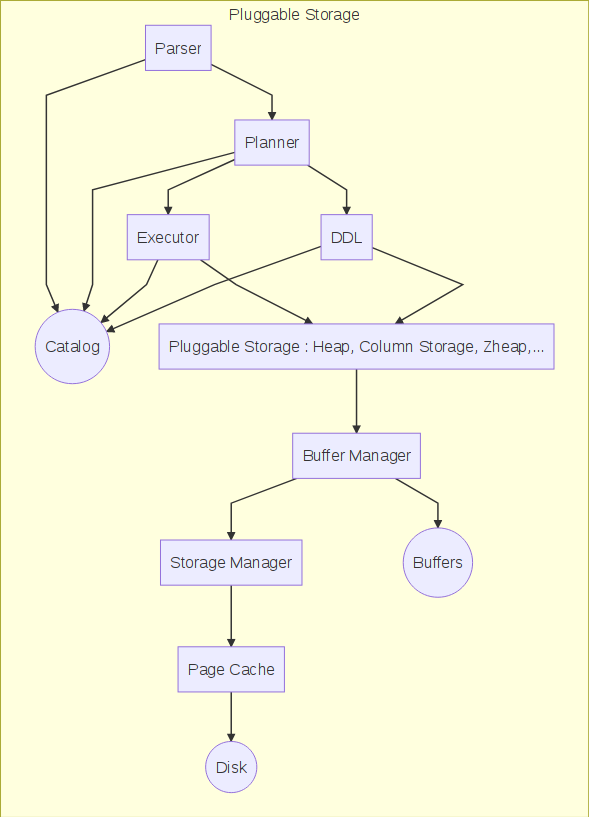 Pluggable Storage
Parser
Planner
Executor
DDL
Catalog
Pluggable Storage : Heap, Column Storage, Zheap,...
Buffer Manager
Storage Manager
Buffers
Page Cache
Disk